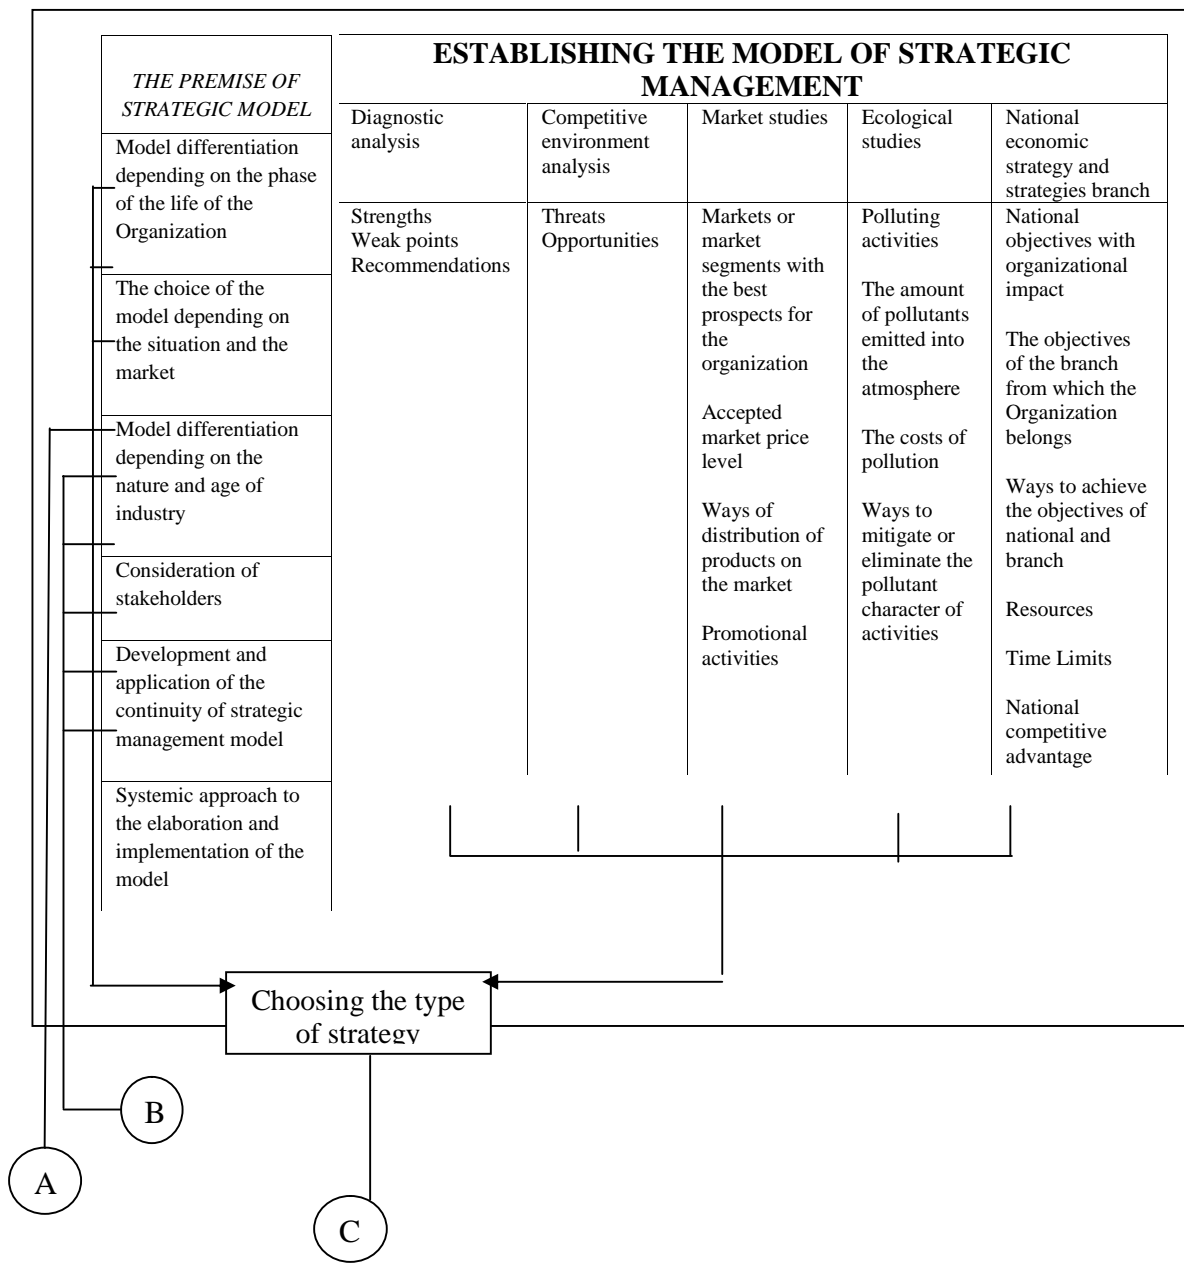 THE PREMISE OF
STRATEGIC MODEL
Model differentiation
depending on the phase
of the life of the
Organization
The choice of the
model depending on
the situation and the
market
Model differentiation
depending on the
nature and age of
industry
Consideration of
stakeholders
Development and
application of the
continuity of strategic
management model
Systemic approach to
the elaboration and
implementation of the
model
ESTABLISHING THE MODEL OF STRATEGIC
MANAGEMENT
Diagnostic
analysis
Competitive
environment
analysis
Market studies
Ecological
studies
National
economic
strategy and
strategies branch
Strengths
Weak points
Recommendations
Threats
Opportunities
Markets or
market
segments with
the best
prospects for
the
organization
Accepted
market price
level
Ways of
distribution of
products on
the market
Promotional
activities
Polluting
activities
The amount
of pollutants
emitted into
the
atmosphere
The costs of
pollution
Ways to
mitigate or
eliminate the
pollutant
character of
activities
National
objectives with
organizational
impact
The objectives
of the branch
from which the
Organization
belongs
Ways to achieve
the objectives of
national and
branch
Resources
Time Limits
National
competitive
advantage
Choosing the type
of strategy
B
A
C